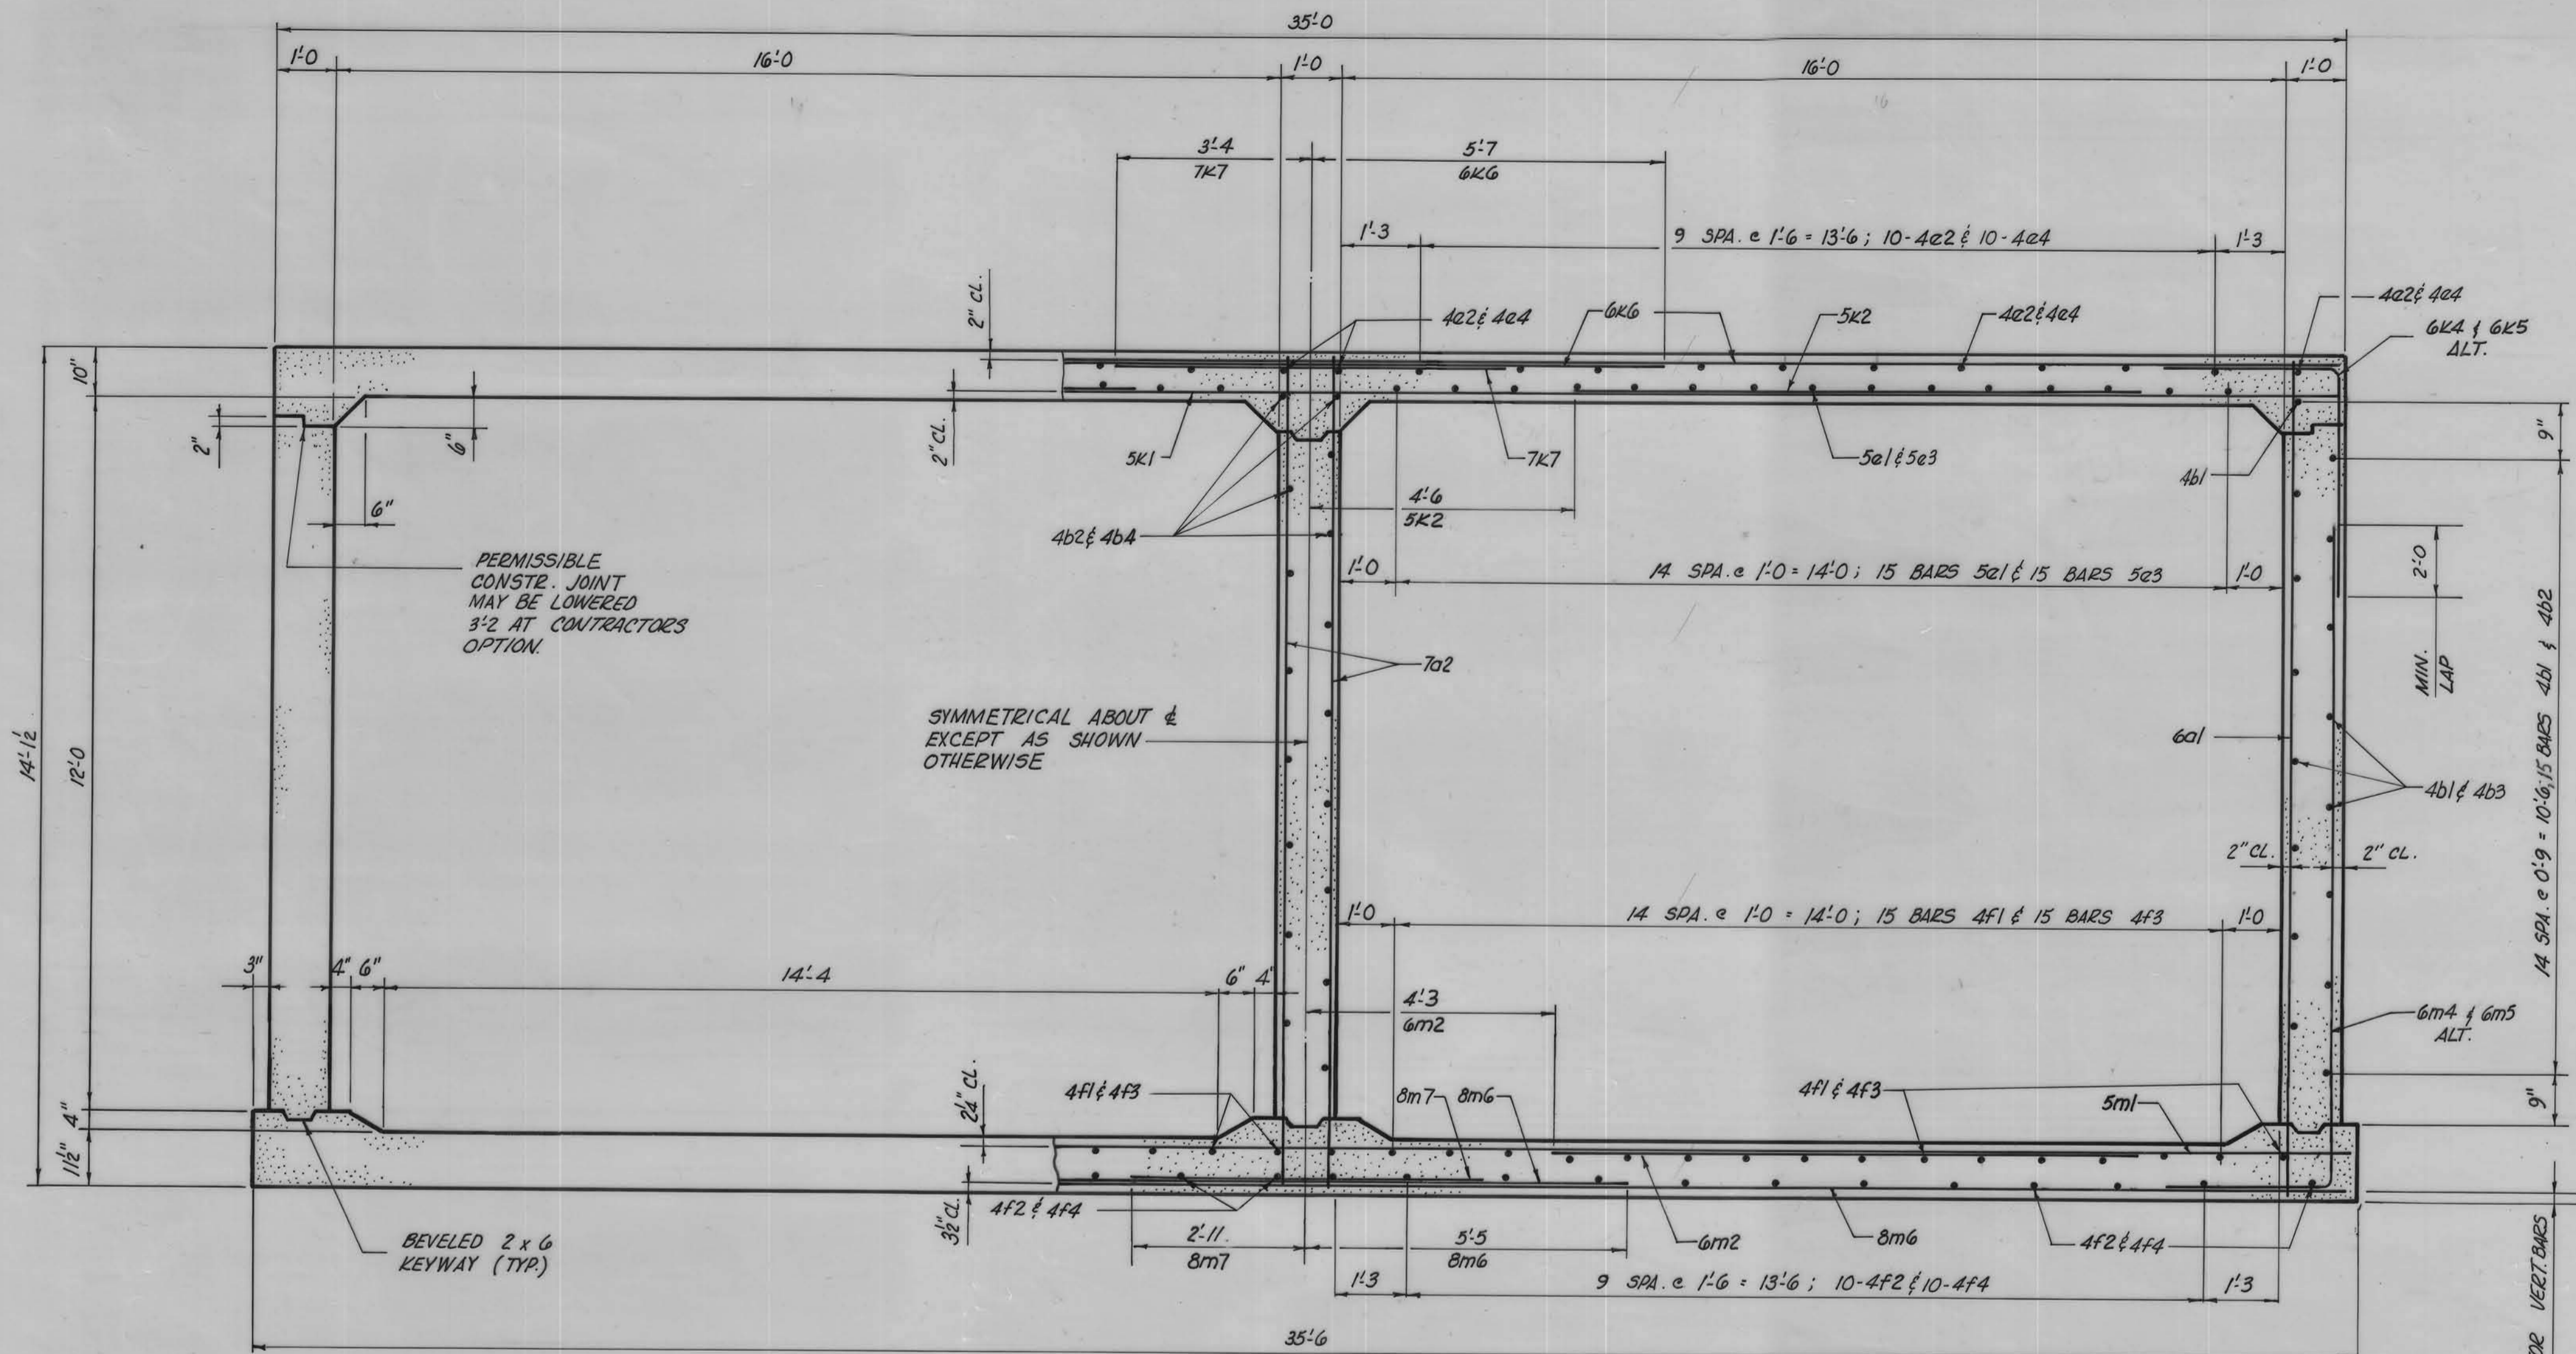 35'-0
1'-0
16'-0
1'-0
16'-0
1'-0
3'-4
7K7
5'-7
6K6
1'-3
9 SPA. @ 1'-6 = 13'-6 ; 10-4e2 & 10-4e4
1'-3
2" CL.
4e2 & 4e4
6K6
5K2
4e2 & 4e4
4e2 & 4e4
6K4 & 6K5
ALT.
10"
2"
6"
6"
2" CL.
5K1
7K7
5e1 & 5e3
4b1
9"
4'-6
5K2
4b2 & 4b4
PERMISSIBLE
CONSTR. JOINT
MAY BE LOWERED
3'-2 AT CONTRACTORS
OPTION.
1'-0
14 SPA. @ 1'-0 = 14'-0 ; 15 BARS 5e1 & 15 BARS 5e3
1'-0
2'-0
MIN.
LAP
7a2
SYMMETRICAL ABOUT ℄
EXCEPT AS SHOWN
OTHERWISE
6a1
14'-1½
12'-0
4b1 & 4b3
14 SPA. @ 0'-9 = 10'-6; 15 BARS 4b1 & 4b2
2" CL.
2" CL.
1'-0
14 SPA. @ 1'-0 = 14'-0 ; 15 BARS 4f1 & 15 BARS 4f3
1'-0
3"
4"
6"
14'-4
6"
4"
4'-3
6m2
6m4 & 6m5
ALT.
2¼" CL.
4f1 & 4f3
8m7
8m6
4f1 & 4f3
5m1
9"
4"
11½"
3½" CL.
4f2 & 4f4
2'-11
8m7
5'-5
8m6
6m2
8m6
4f2 & 4f4
BEVELED 2 x 6
KEYWAY (TYP.)
1'-3
9 SPA. @ 1'-6 = 13'-6 ; 10-4f2 & 10-4f4
1'-3
VERT. BARS
35'-6